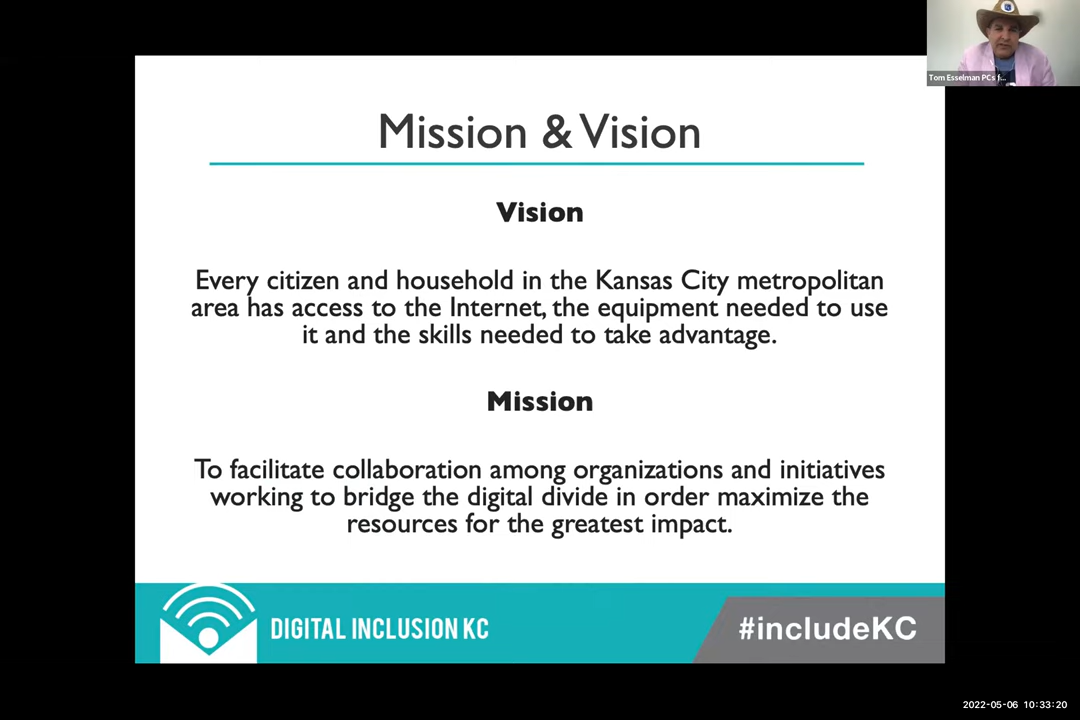 Tom Esselman PCs f...
Mission & Vision
Vision
Every citizen and household in the Kansas City metropolitan
area has access to the Internet, the equipment needed to use
it and the skills needed to take advantage.
Mission
To facilitate collaboration among organizations and initiatives
working to bridge the digital divide in order maximize the
resources for the greatest impact.
DIGITAL INCLUSION KC
#includeKC
2022-05-06 10:33:20